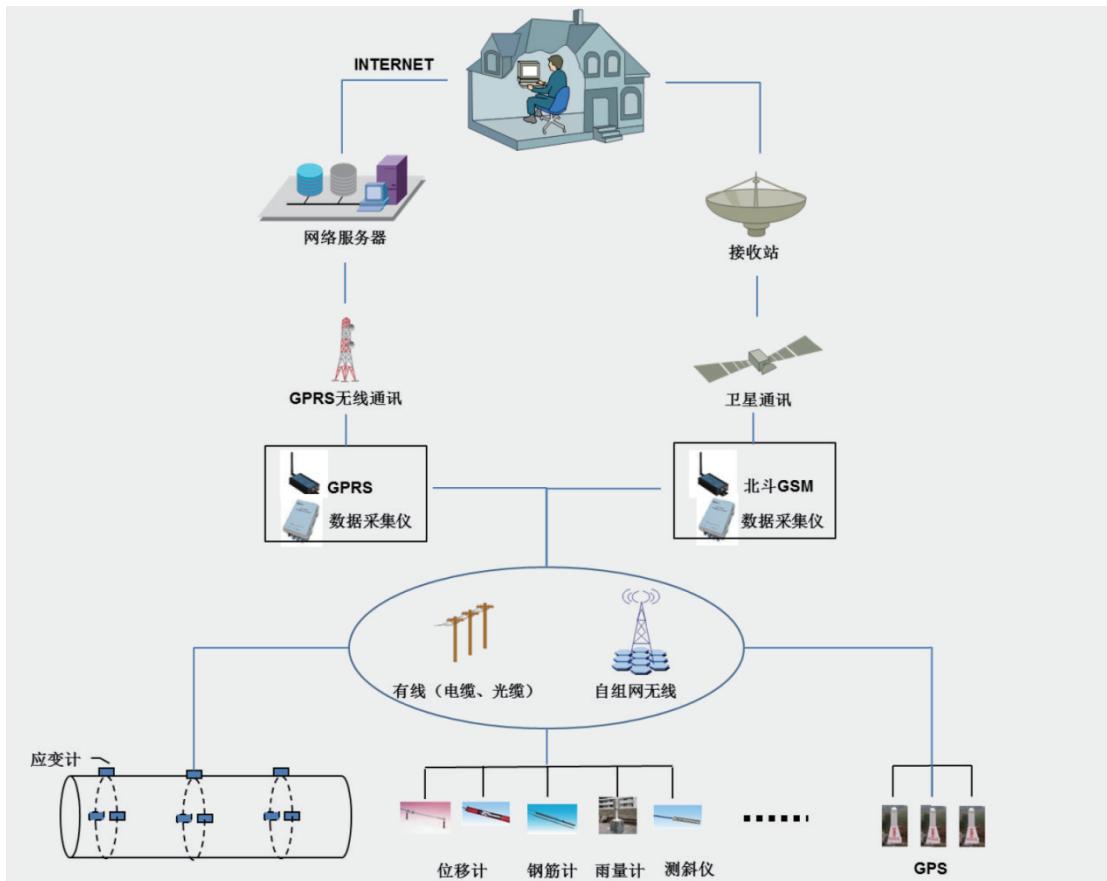 INTERNET
网络服务器
接收站
GPRS无线通讯
卫星通讯
GPRS
数据采集仪
北斗GSM
数据采集仪
有线（电缆、光缆）
自组网无线
应变计
位移计
钢筋计
雨量计
测斜仪
GPS